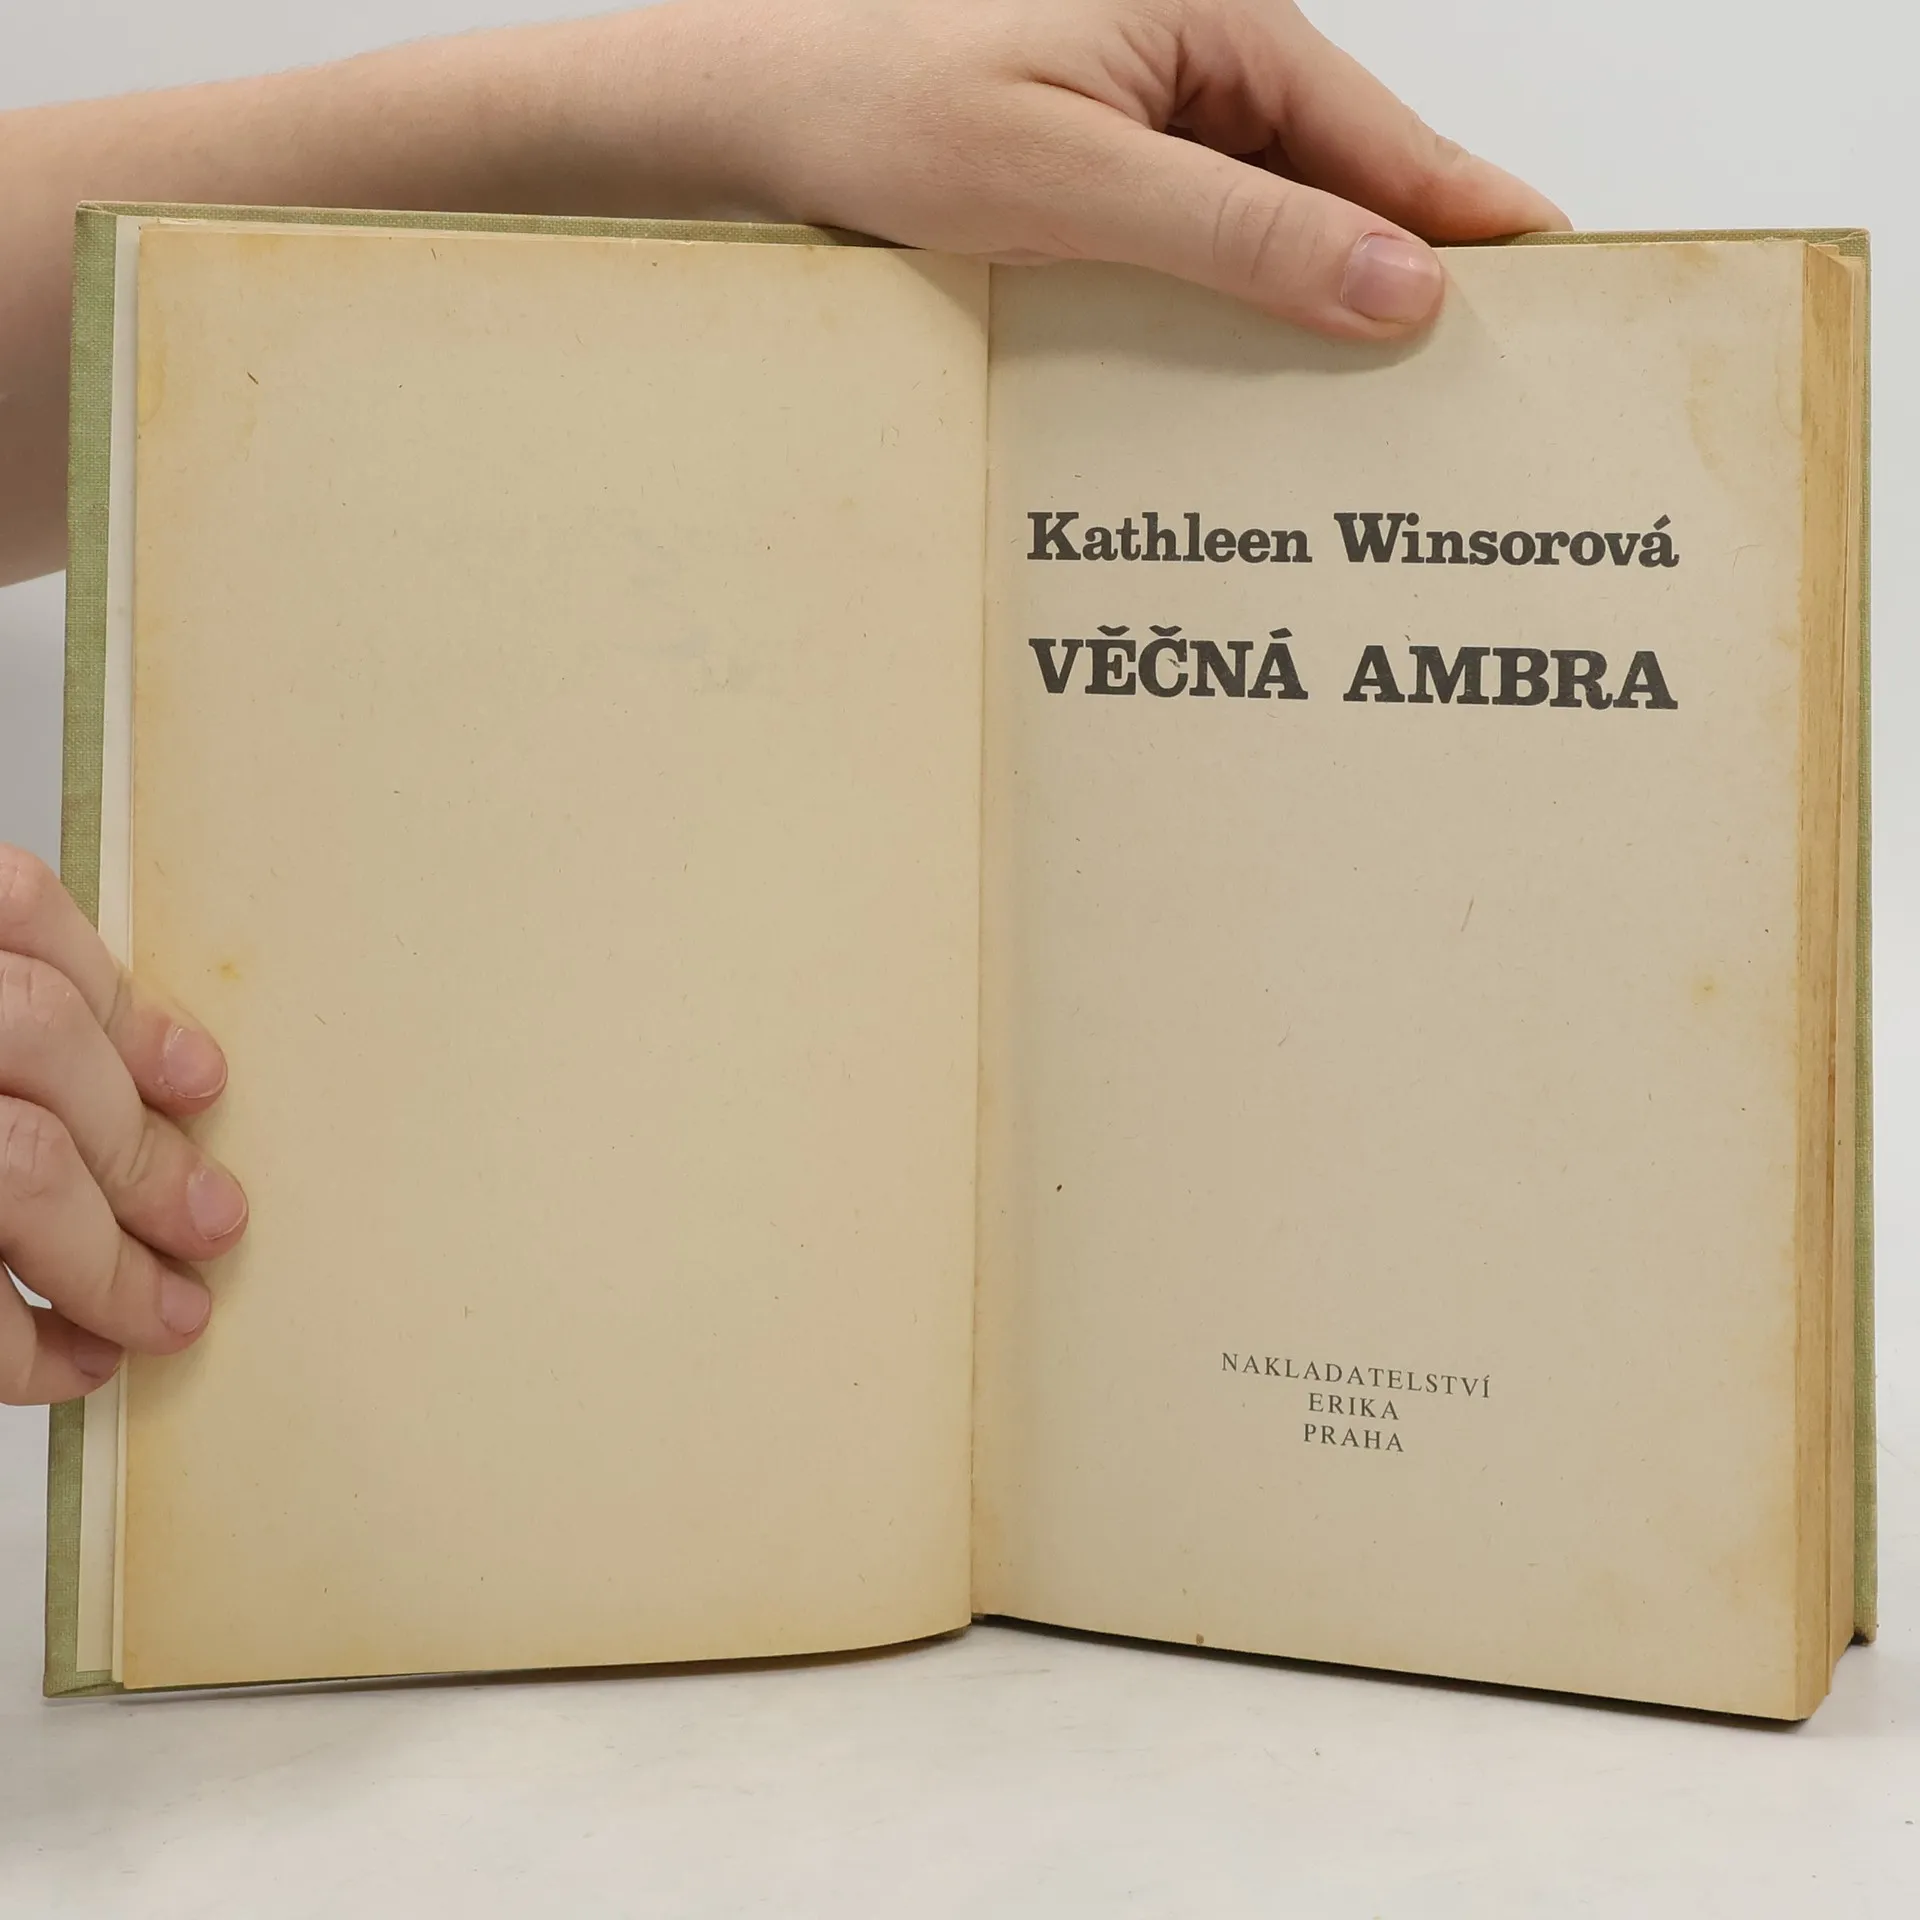 Kathleen Winsorová
VĚČNÁ AMBRA
NAKLADATELSTVÍ
ERIKA
PRAHA